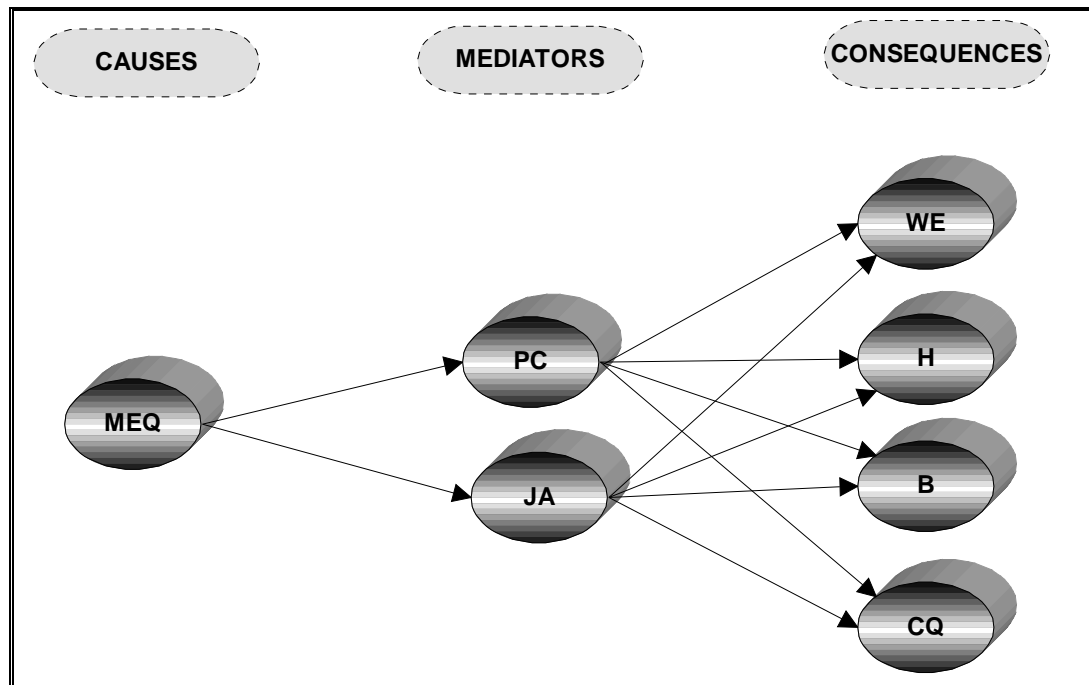 CAUSES
MEDIATORS
CONSEQUENCES
WE
PC
H
MEQ
JA
B
CQ